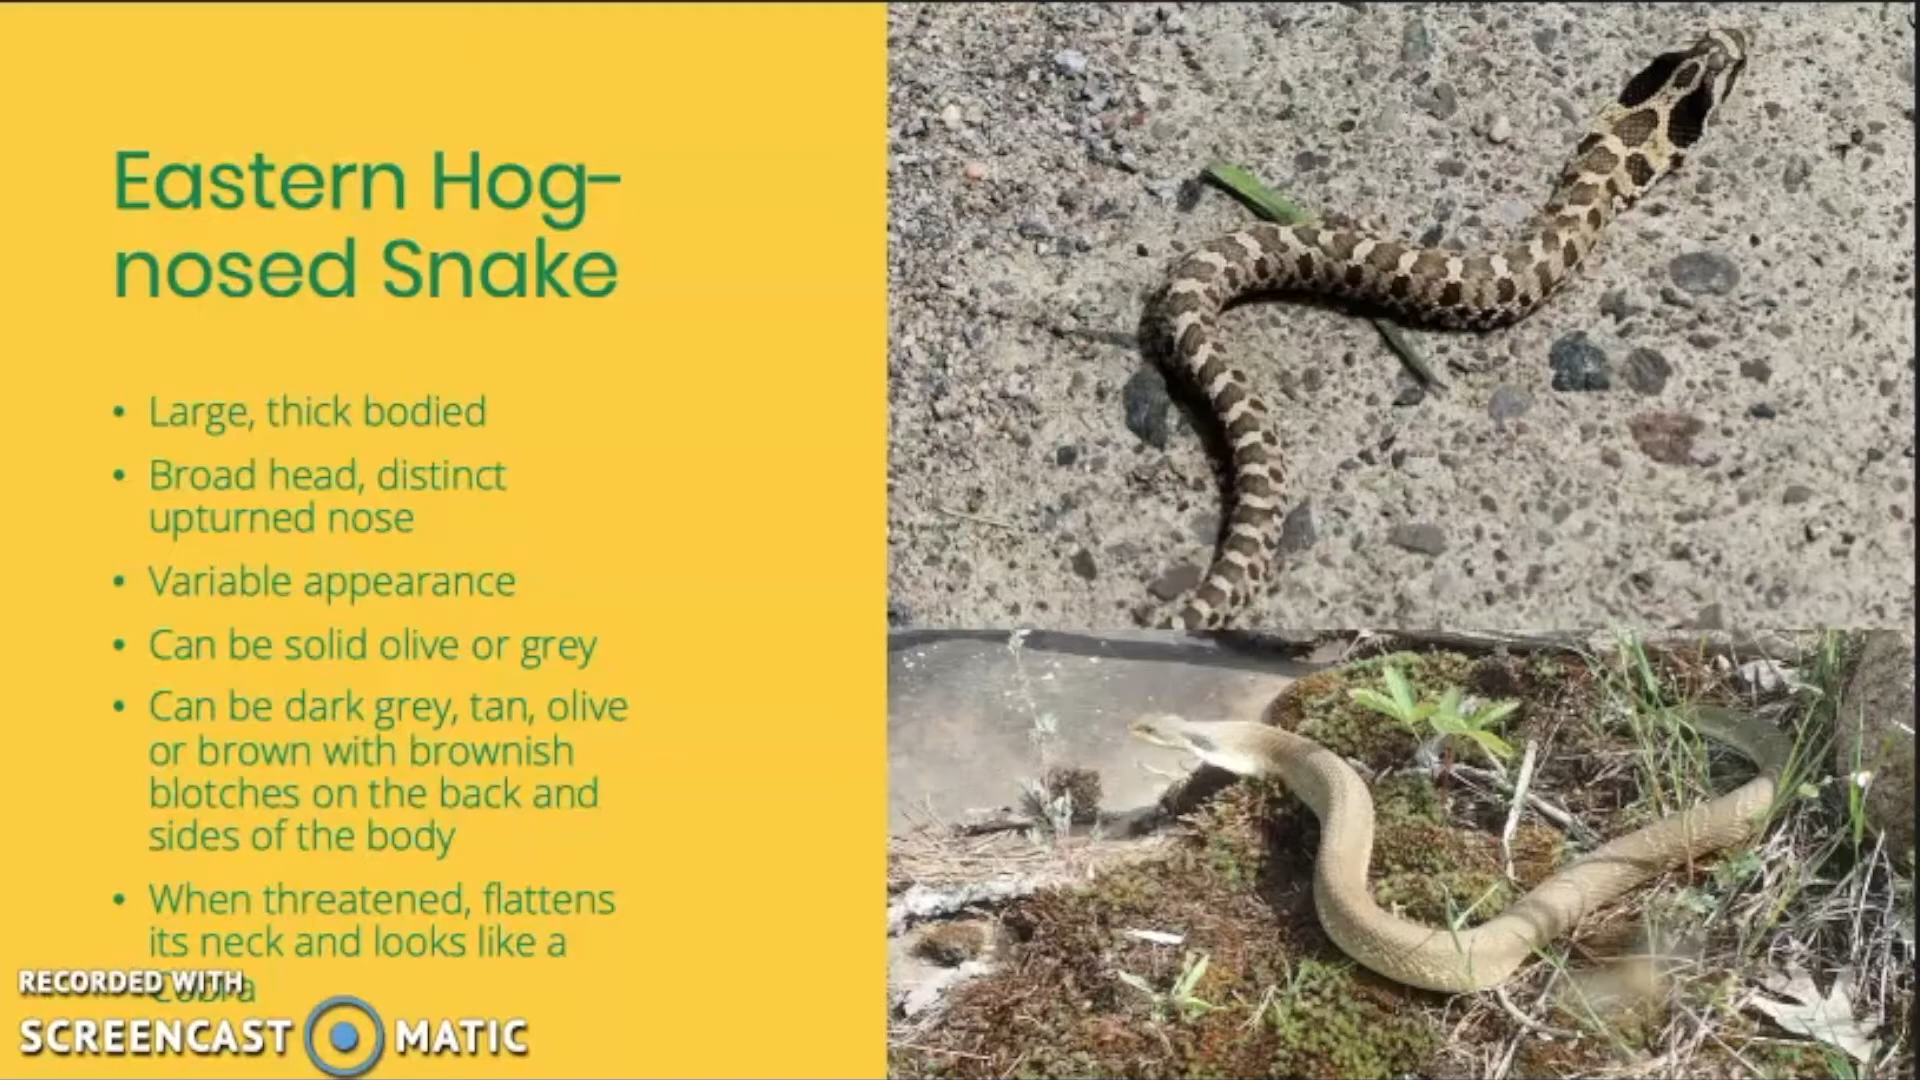 Eastern Hog-
nosed Snake
• Large, thick bodied
• Broad head, distinct
upturned nose
• Variable appearance
• Can be solid olive or grey
• Can be dark grey, tan, olive
or brown with brownish
blotches on the back and
sides of the body
• When threatened, flattens
its neck and looks like a
Cobra
RECORDED WITH
SCREENCAST MATIC